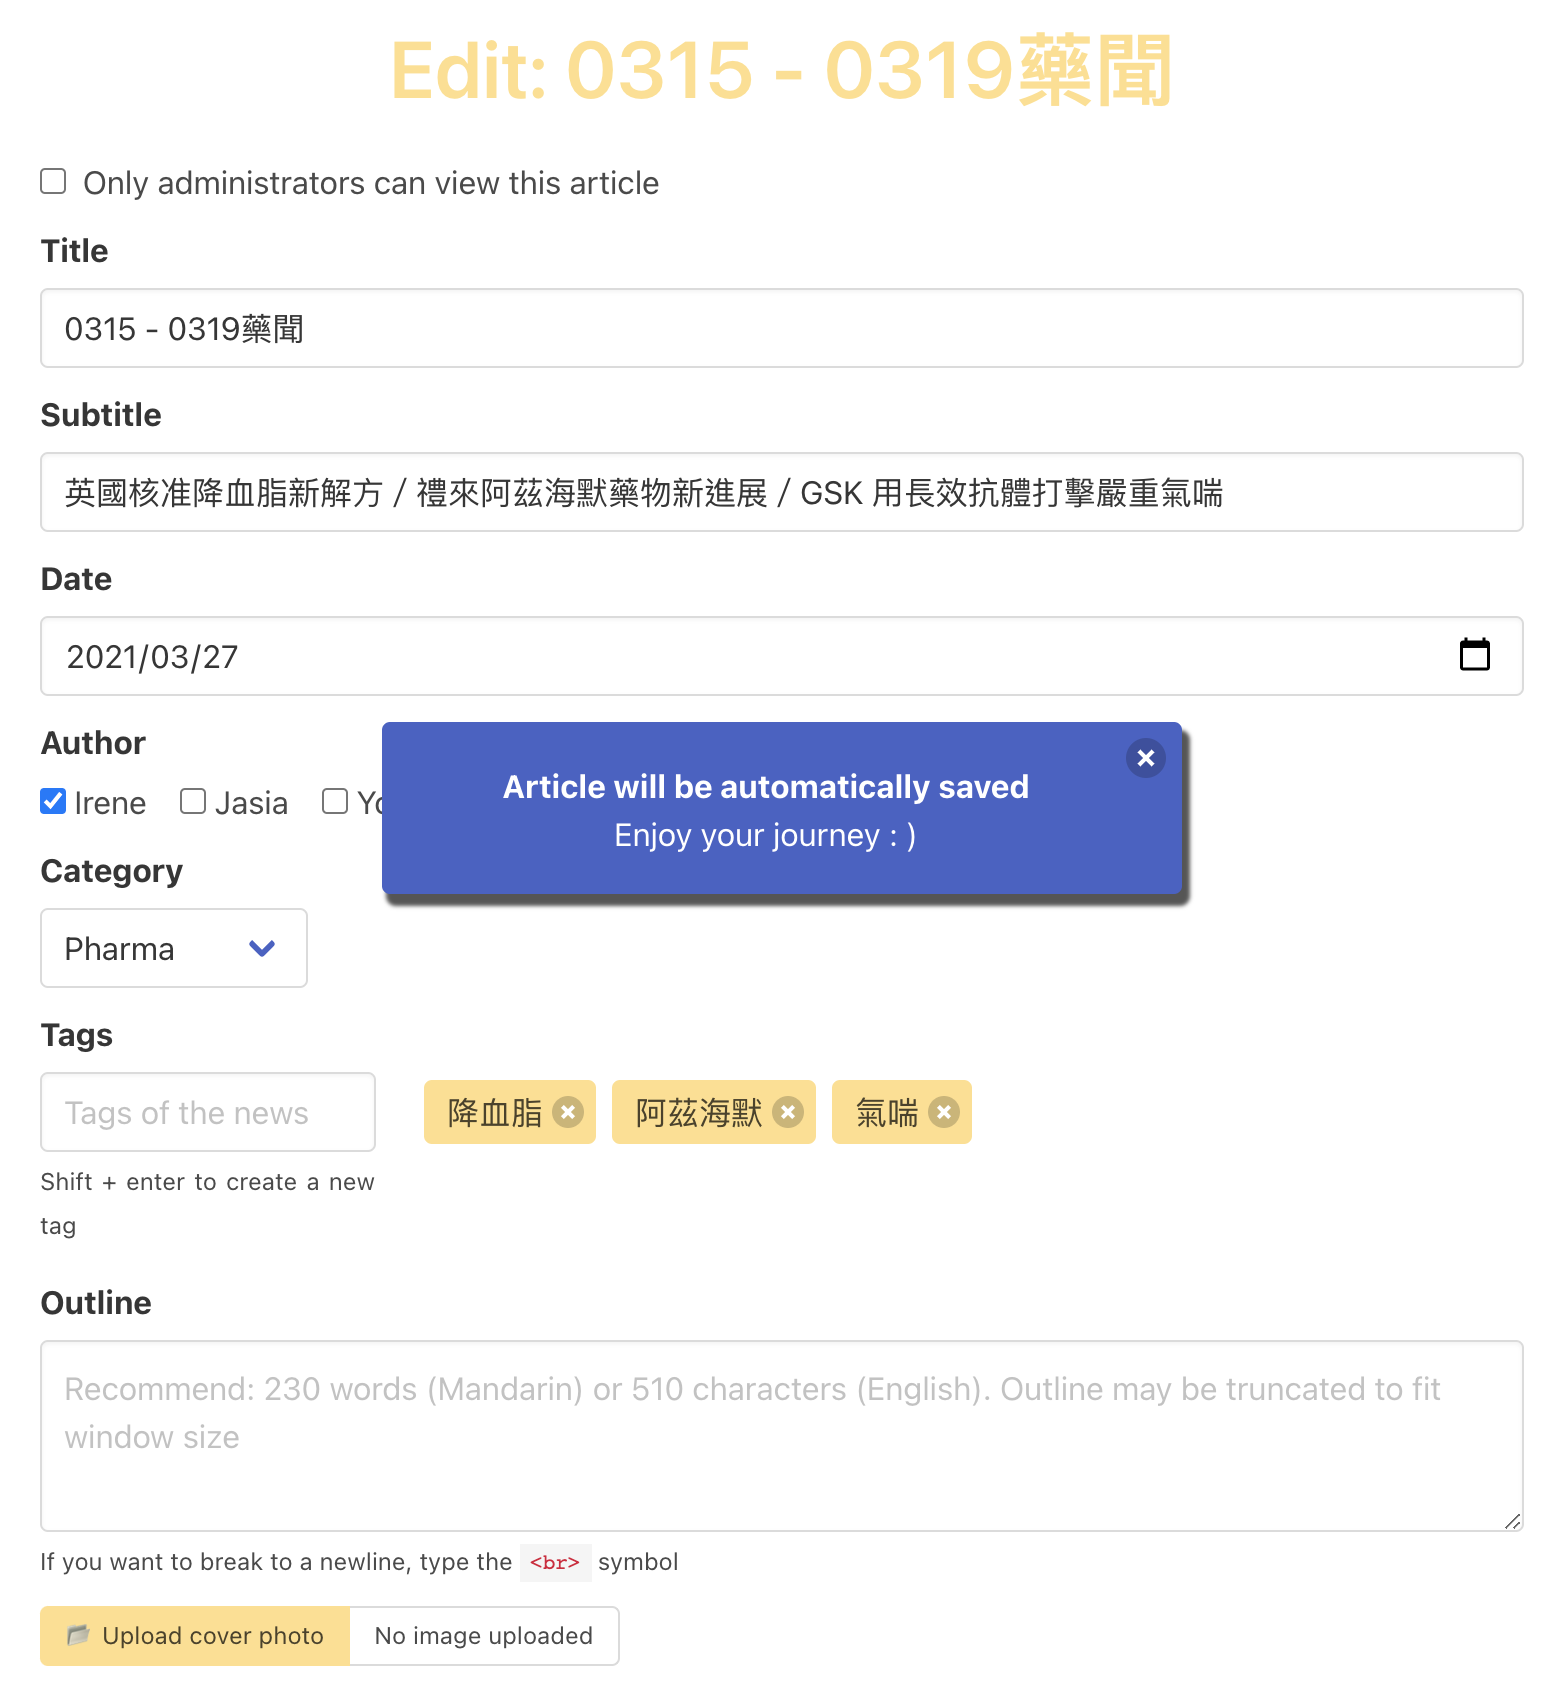 Edit: 0315 - 0319藥聞
Only administrators can view this article
Title
0315 - 0319藥聞
Subtitle
英國核准降血脂新解方 / 禮來阿茲海默藥物新進展 / GSK 用長效抗體打擊嚴重氣喘
Date
2021/03/27
Author
Irene Jasia
Article will be automatically saved
Enjoy your journey : )
Category
Pharma
Tags
Tags of the news 降血脂 阿茲海默 氣喘
Shift + enter to create a new
tag
Outline
Recommend: 230 words (Mandarin) or 510 characters (English). Outline may be truncated to fit
window size
If you want to break to a newline, type the <br> symbol
Upload cover photo No image uploaded